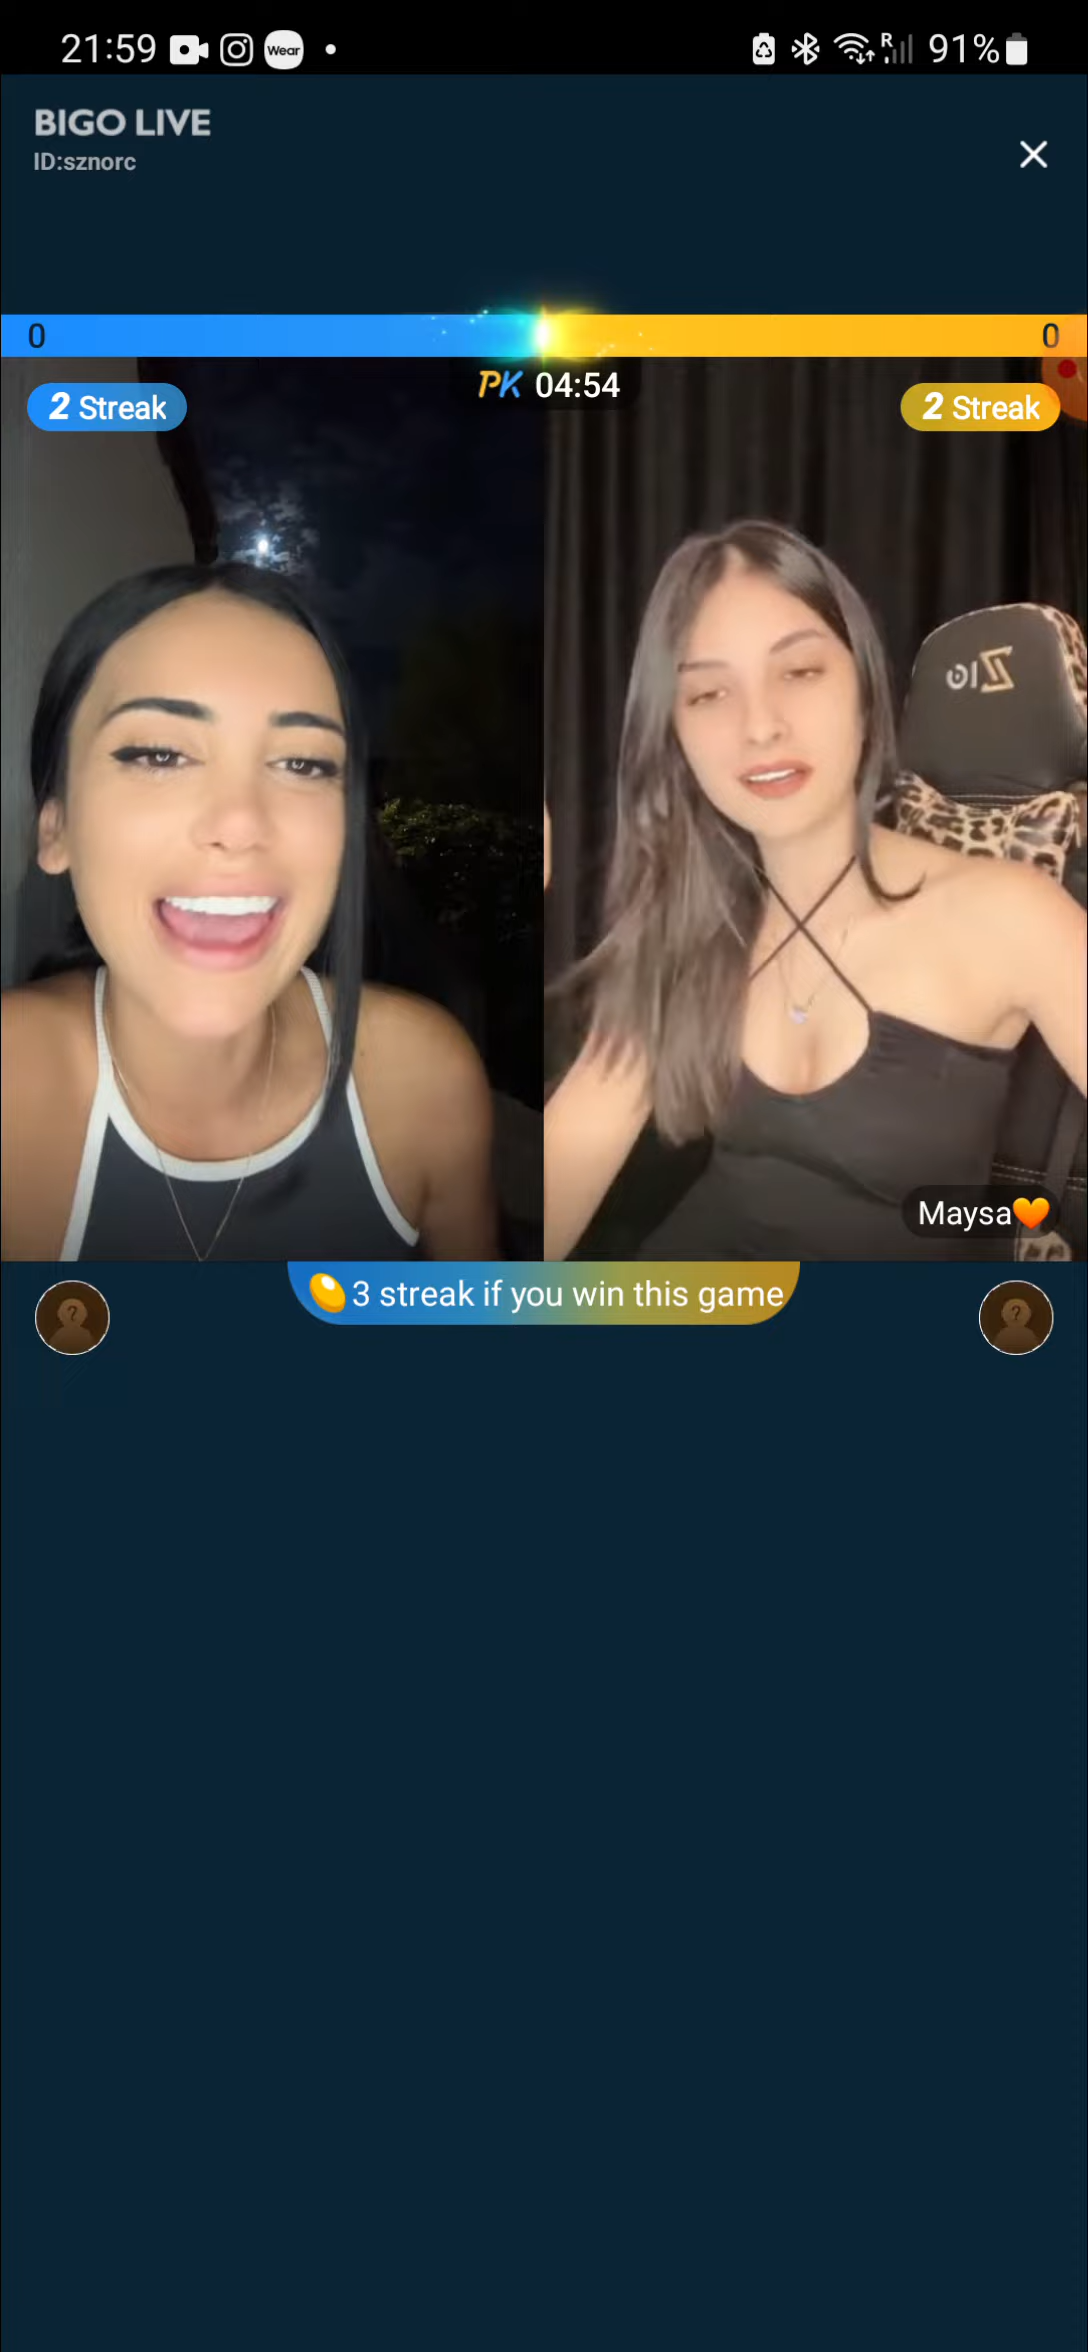 21:59 Wear R 91%
BIGO LIVE
ID:sznorc
0 0
PK 04:54
2 Streak 2 Streak
Maysa🧡
3 streak if you win this game